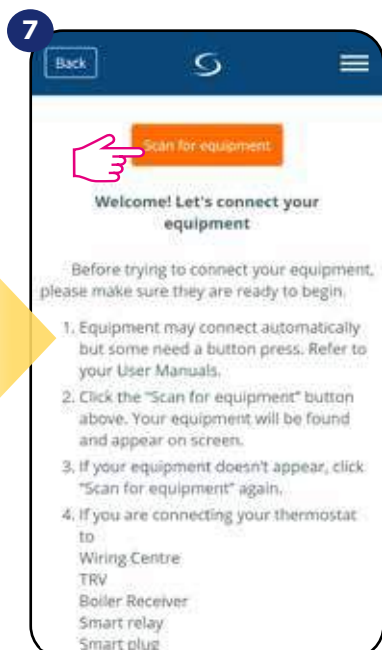 7
Back
Scan for equipment
Welcome! Let's connect your
equipment
Before trying to connect your equipment,
please make sure they are ready to begin.
1. Equipment may connect automatically
but some need a button press. Refer to
your User Manuals.
2. Click the "Scan for equipment" button
above. Your equipment will be found
and appear on screen.
3. If your equipment doesn't appear, click
"Scan for equipment" again.
4. If you are connecting your thermostat
to
Wiring Centre
TRV
Boiler Receiver
Smart relay
Smart plug